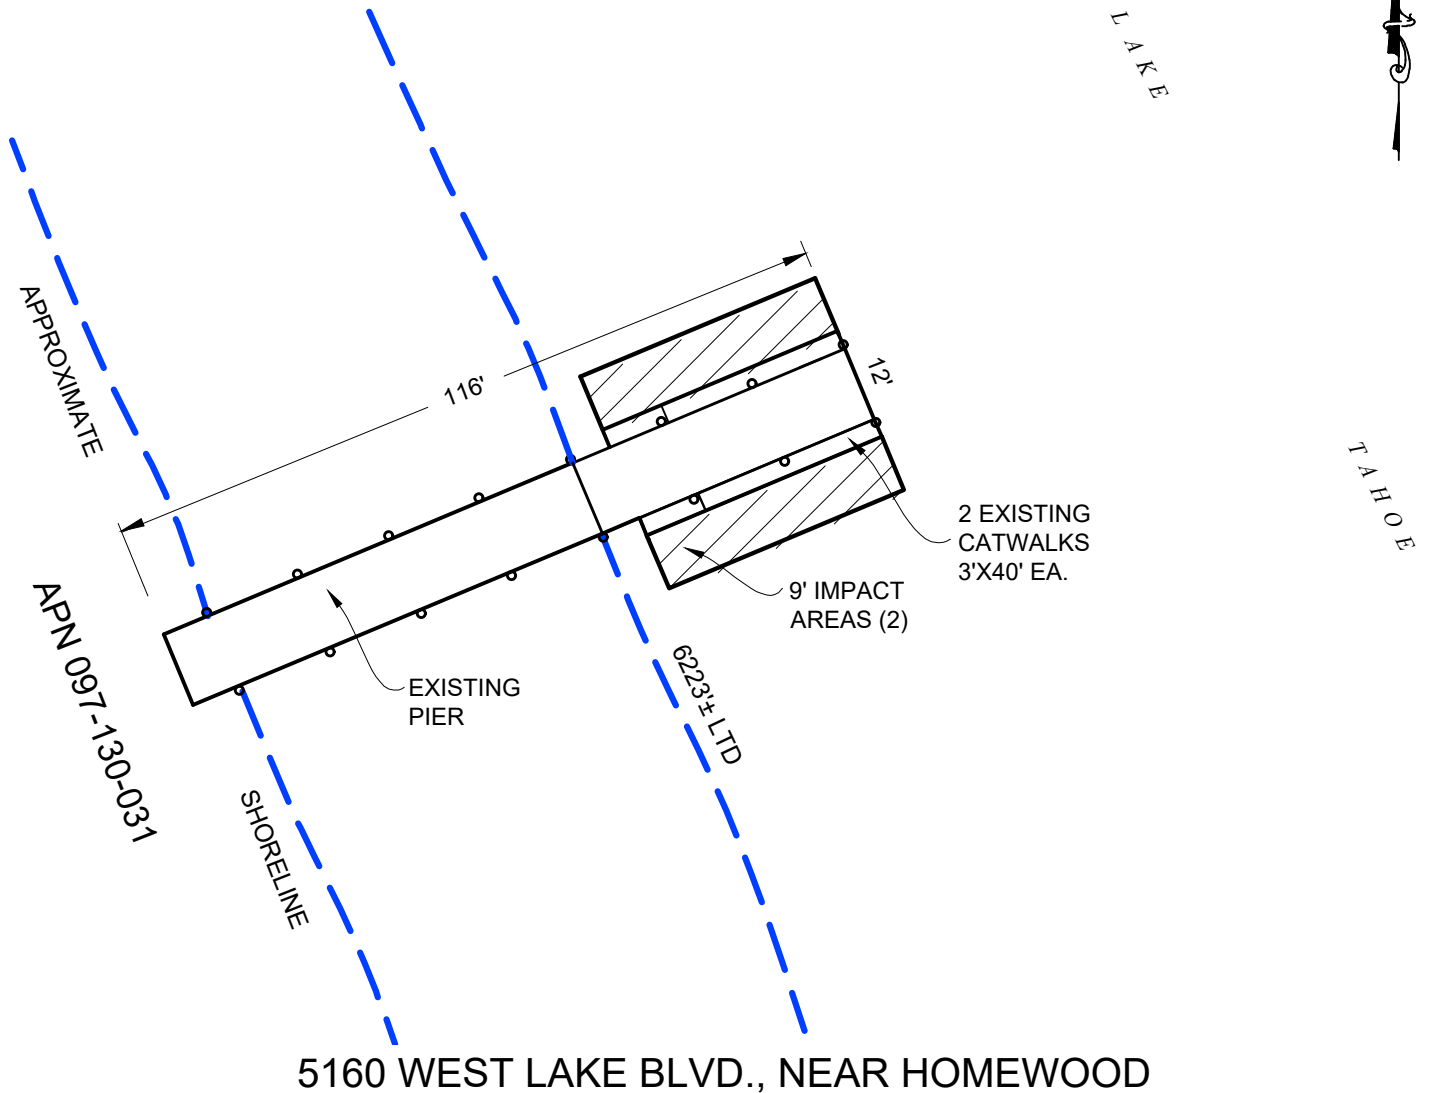 LAKE
TAHOE
APPROXIMATE
116'
12'
2 EXISTING
CATWALKS
3'X40' EA.
9' IMPACT
AREAS (2)
EXISTING
PIER
6223'± LTD
APN 097-130-031
SHORELINE
5160 WEST LAKE BLVD., NEAR HOMEWOOD